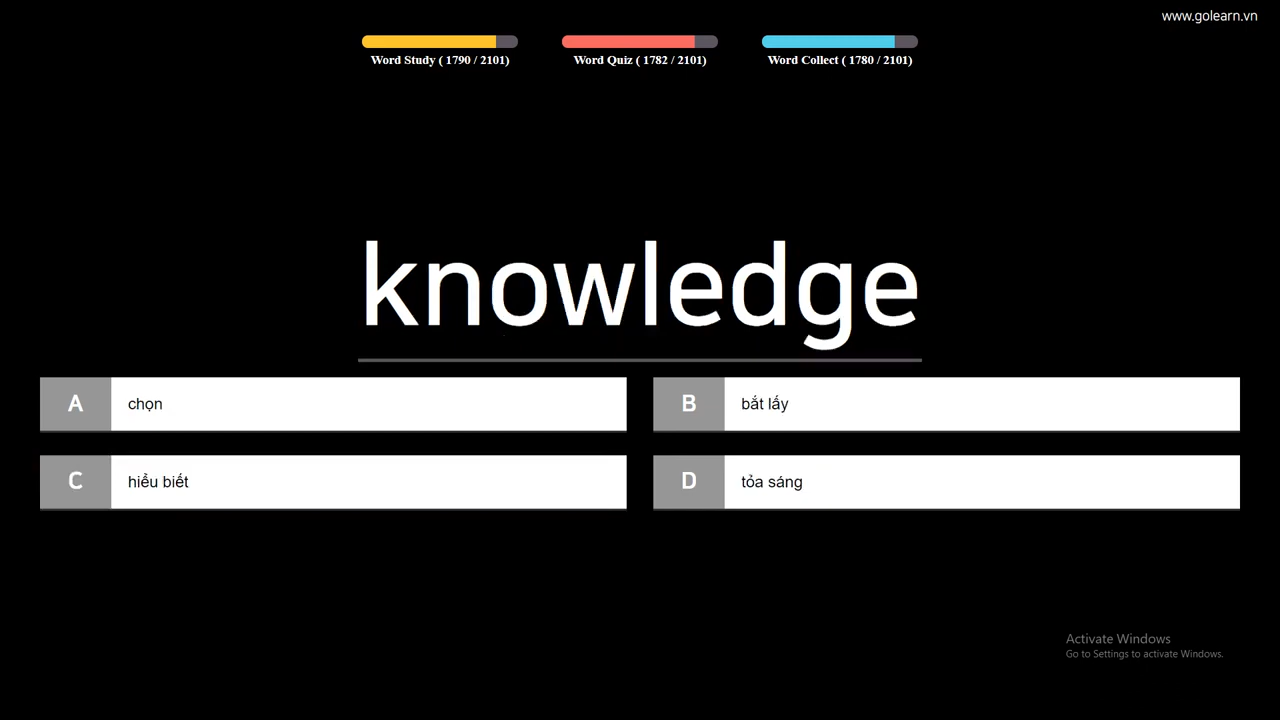 www.golearn.vn
Word Study ( 1790 / 2101) Word Quiz ( 1782 / 2101) Word Collect ( 1780 / 2101)
knowledge
A chọn B bắt lấy
C hiểu biết D tỏa sáng
Activate Windows
Go to Settings to activate Windows.